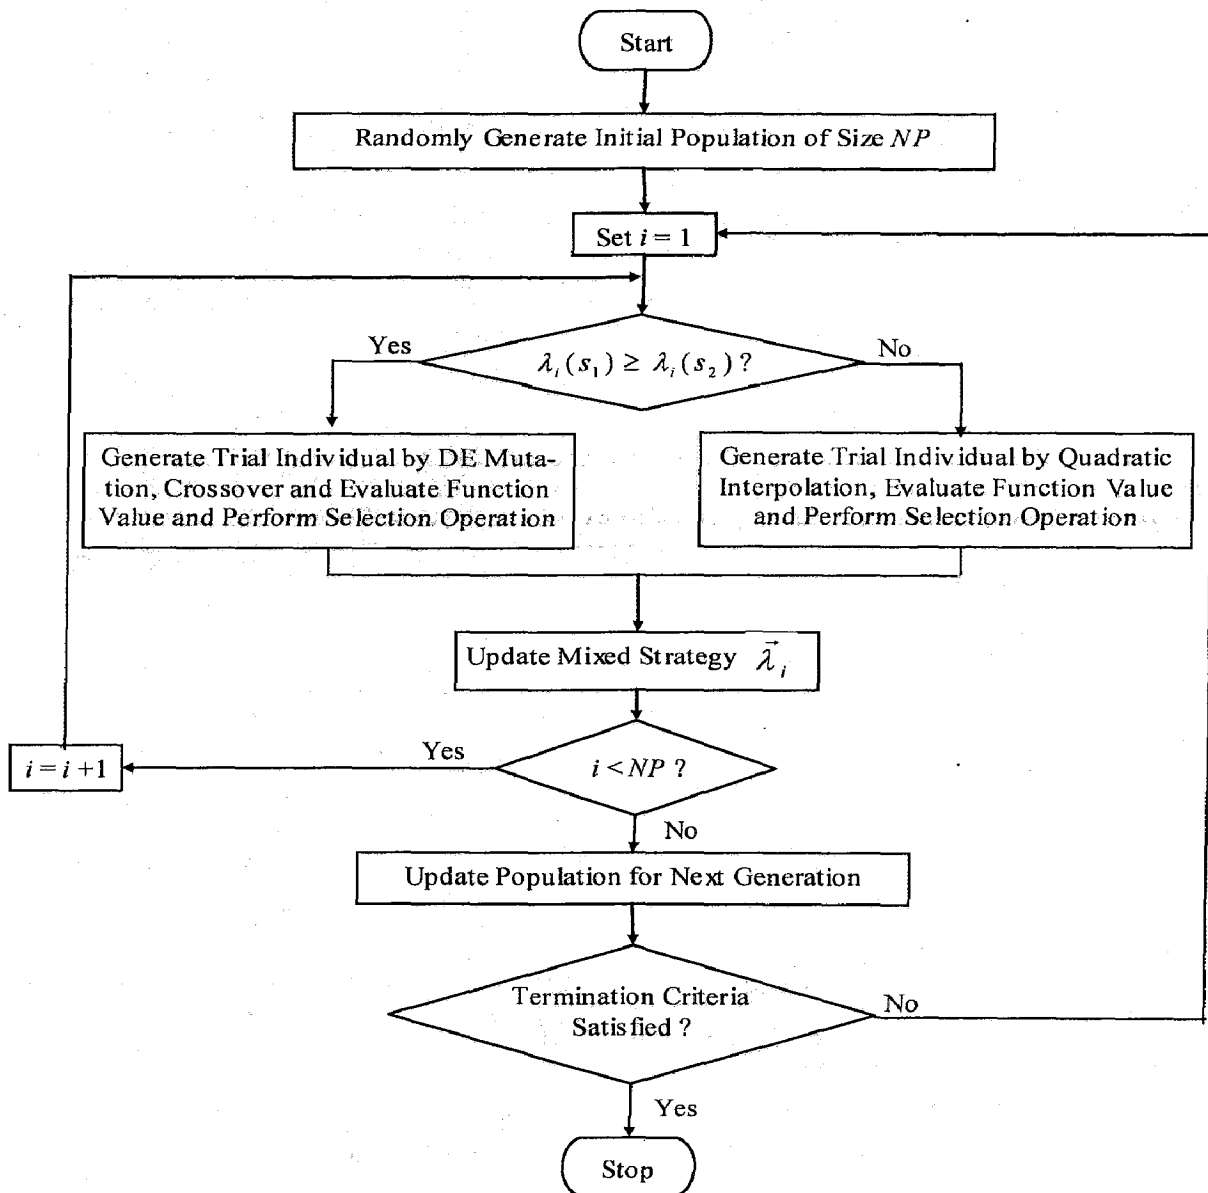 Start
Randomly Generate Initial Population of Size NP
Set i = 1
Yes
λᵢ(s₁) ≥ λᵢ(s₂) ?
No
Generate Trial Individual by DE Muta-
tion, Crossover and Evaluate Function
Value and Perform Selection Operation
Generate Trial Individual by Quadratic
Interpolation, Evaluate Function Value
and Perform Selection Operation
Update Mixed Strategy λ⃗ᵢ
i = i +1
Yes
i < NP ?
No
Update Population for Next Generation
Termination Criteria
Satisfied ?
No
Yes
Stop